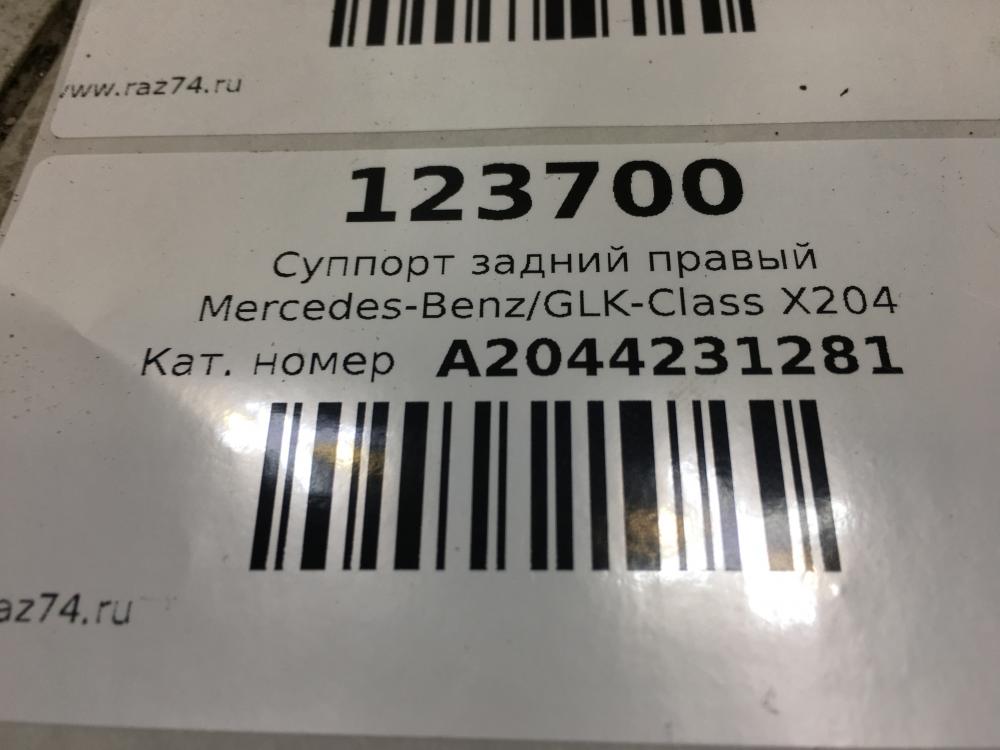 www.raz74.ru
123700
Суппорт задний правый
Mercedes-Benz/GLK-Class X204
Кат. номер A2044231281
az74.ru